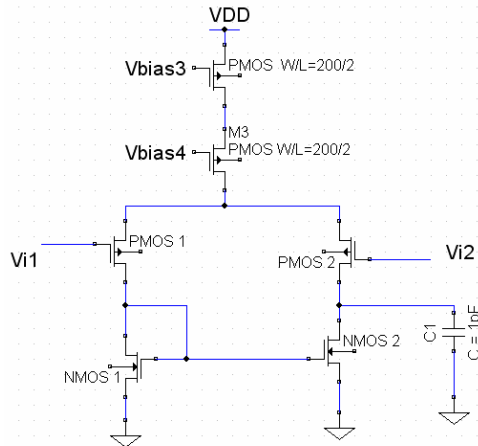 VDD
Vbias3
PMOS W/L=200/2
M3
Vbias4
PMOS W/L=200/2
PMOS 1
Vi1
PMOS 2
Vi2
NMOS 1
NMOS 2
C1
C = 1pF